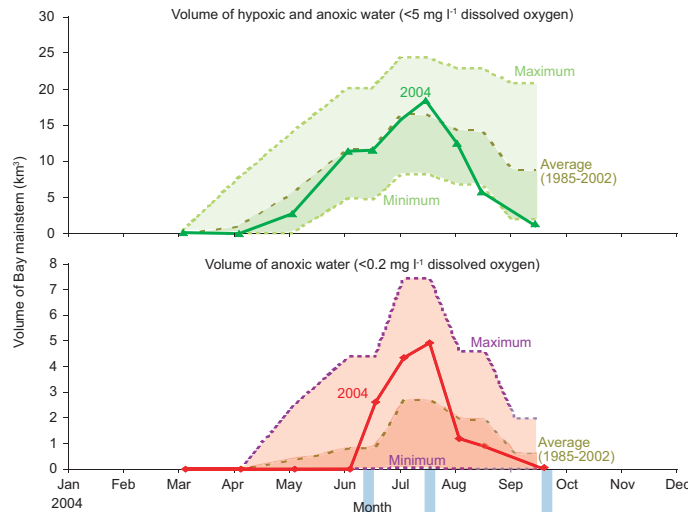 Volume of hypoxic and anoxic water (<5 mg l⁻¹ dissolved oxygen)
30
25
20
15
10
5
0
Maximum
2004
Average
(1985-2002)
Minimum
Volume of Bay mainstem (km³)
Volume of anoxic water (<0.2 mg l⁻¹ dissolved oxygen)
8
7
6
5
4
3
2
1
0
Maximum
2004
Average
(1985-2002)
Minimum
Jan Feb Mar Apr May Jun Jul Aug Sep Oct Nov Dec
2004
Month